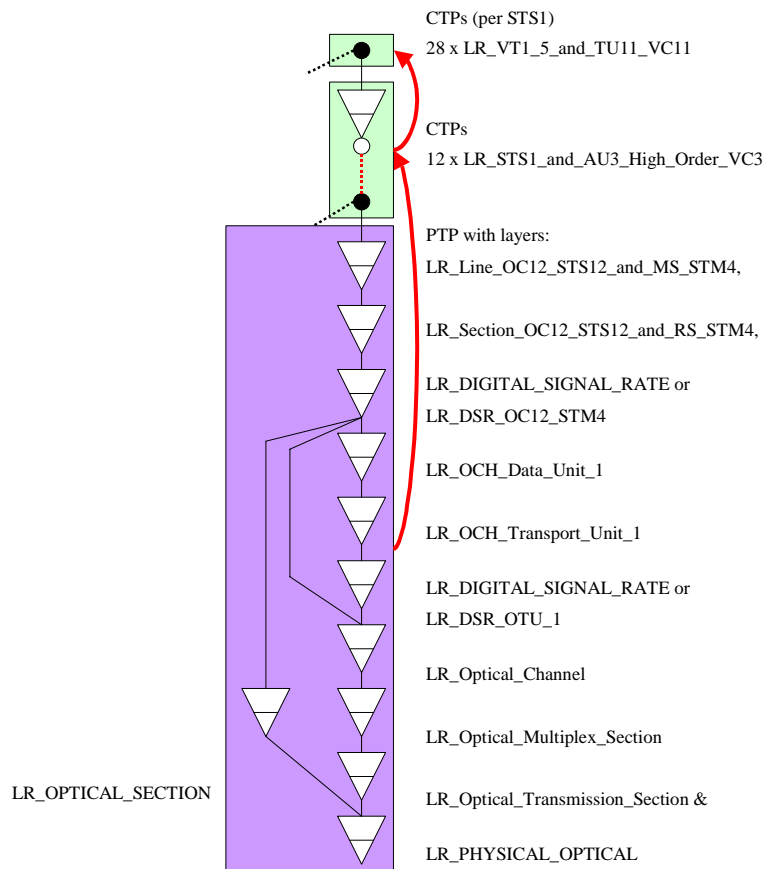 CTPs (per STS1)
28 x LR_VT1_5_and_TU11_VC11
CTPs
12 x LR_STS1_and_AU3_High_Order_VC3
PTP with layers:
LR_Line_OC12_STS12_and_MS_STM4,
LR_Section_OC12_STS12_and_RS_STM4,
LR_DIGITAL_SIGNAL_RATE or
LR_DSR_OC12_STM4
LR_OCH_Data_Unit_1
LR_OCH_Transport_Unit_1
LR_DIGITAL_SIGNAL_RATE or
LR_DSR_OTU_1
LR_Optical_Channel
LR_Optical_Multiplex_Section
LR_OPTICAL_SECTION
LR_Optical_Transmission_Section &
LR_PHYSICAL_OPTICAL